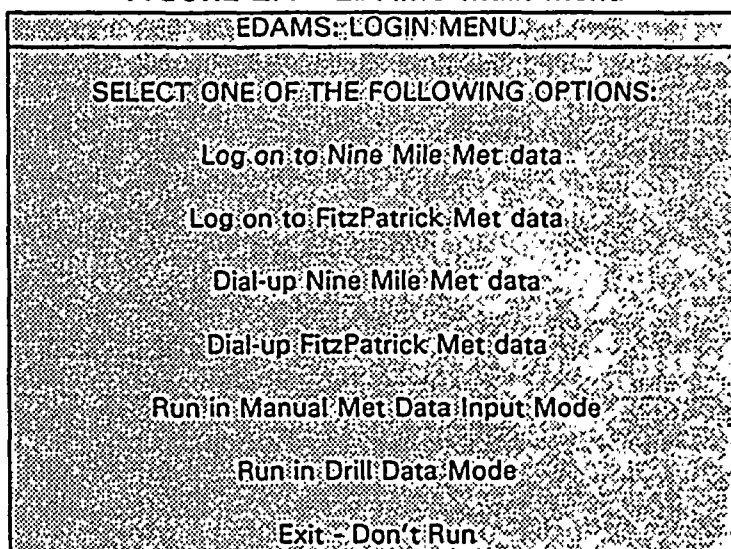 EDAMS: LOGIN MENU
SELECT ONE OF THE FOLLOWING OPTIONS:
Log on to Nine Mile Met data
Log on to FitzPatrick Met data
Dial-up Nine Mile Met data
Dial-up FitzPatrick Met data
Run in Manual Met Data Input Mode
Run in Drill Data Mode
Exit - Don't Run